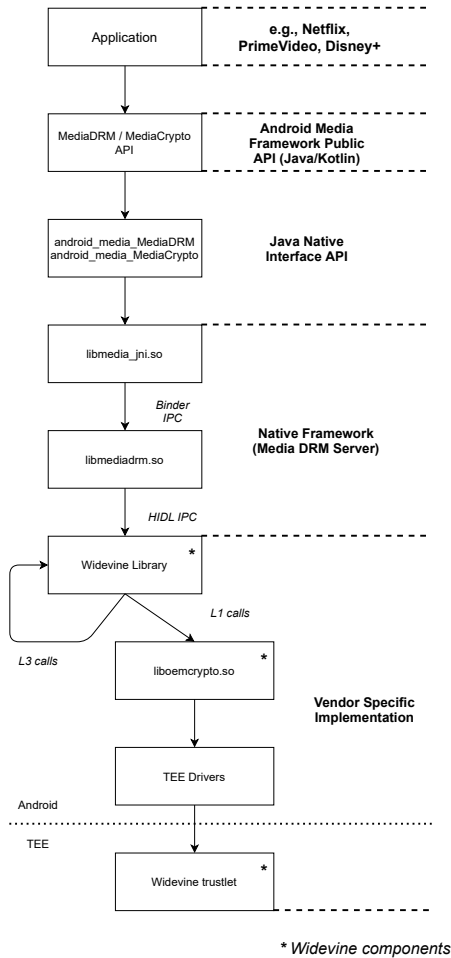 Application
e.g., Netflix,
PrimeVideo, Disney+
MediaDRM / MediaCrypto
API
Android Media
Framework Public
API (Java/Kotlin)
android_media_MediaDRM
android_media_MediaCrypto
Java Native
Interface API
libmedia_jni.so
Binder
IPC
Native Framework
(Media DRM Server)
libmediadrm.so
HIDL IPC
Widevine Library
*
L1 calls
L3 calls
liboemcrypto.so
*
Vendor Specific
Implementation
TEE Drivers
Android
TEE
Widevine trustlet
*
* Widevine components